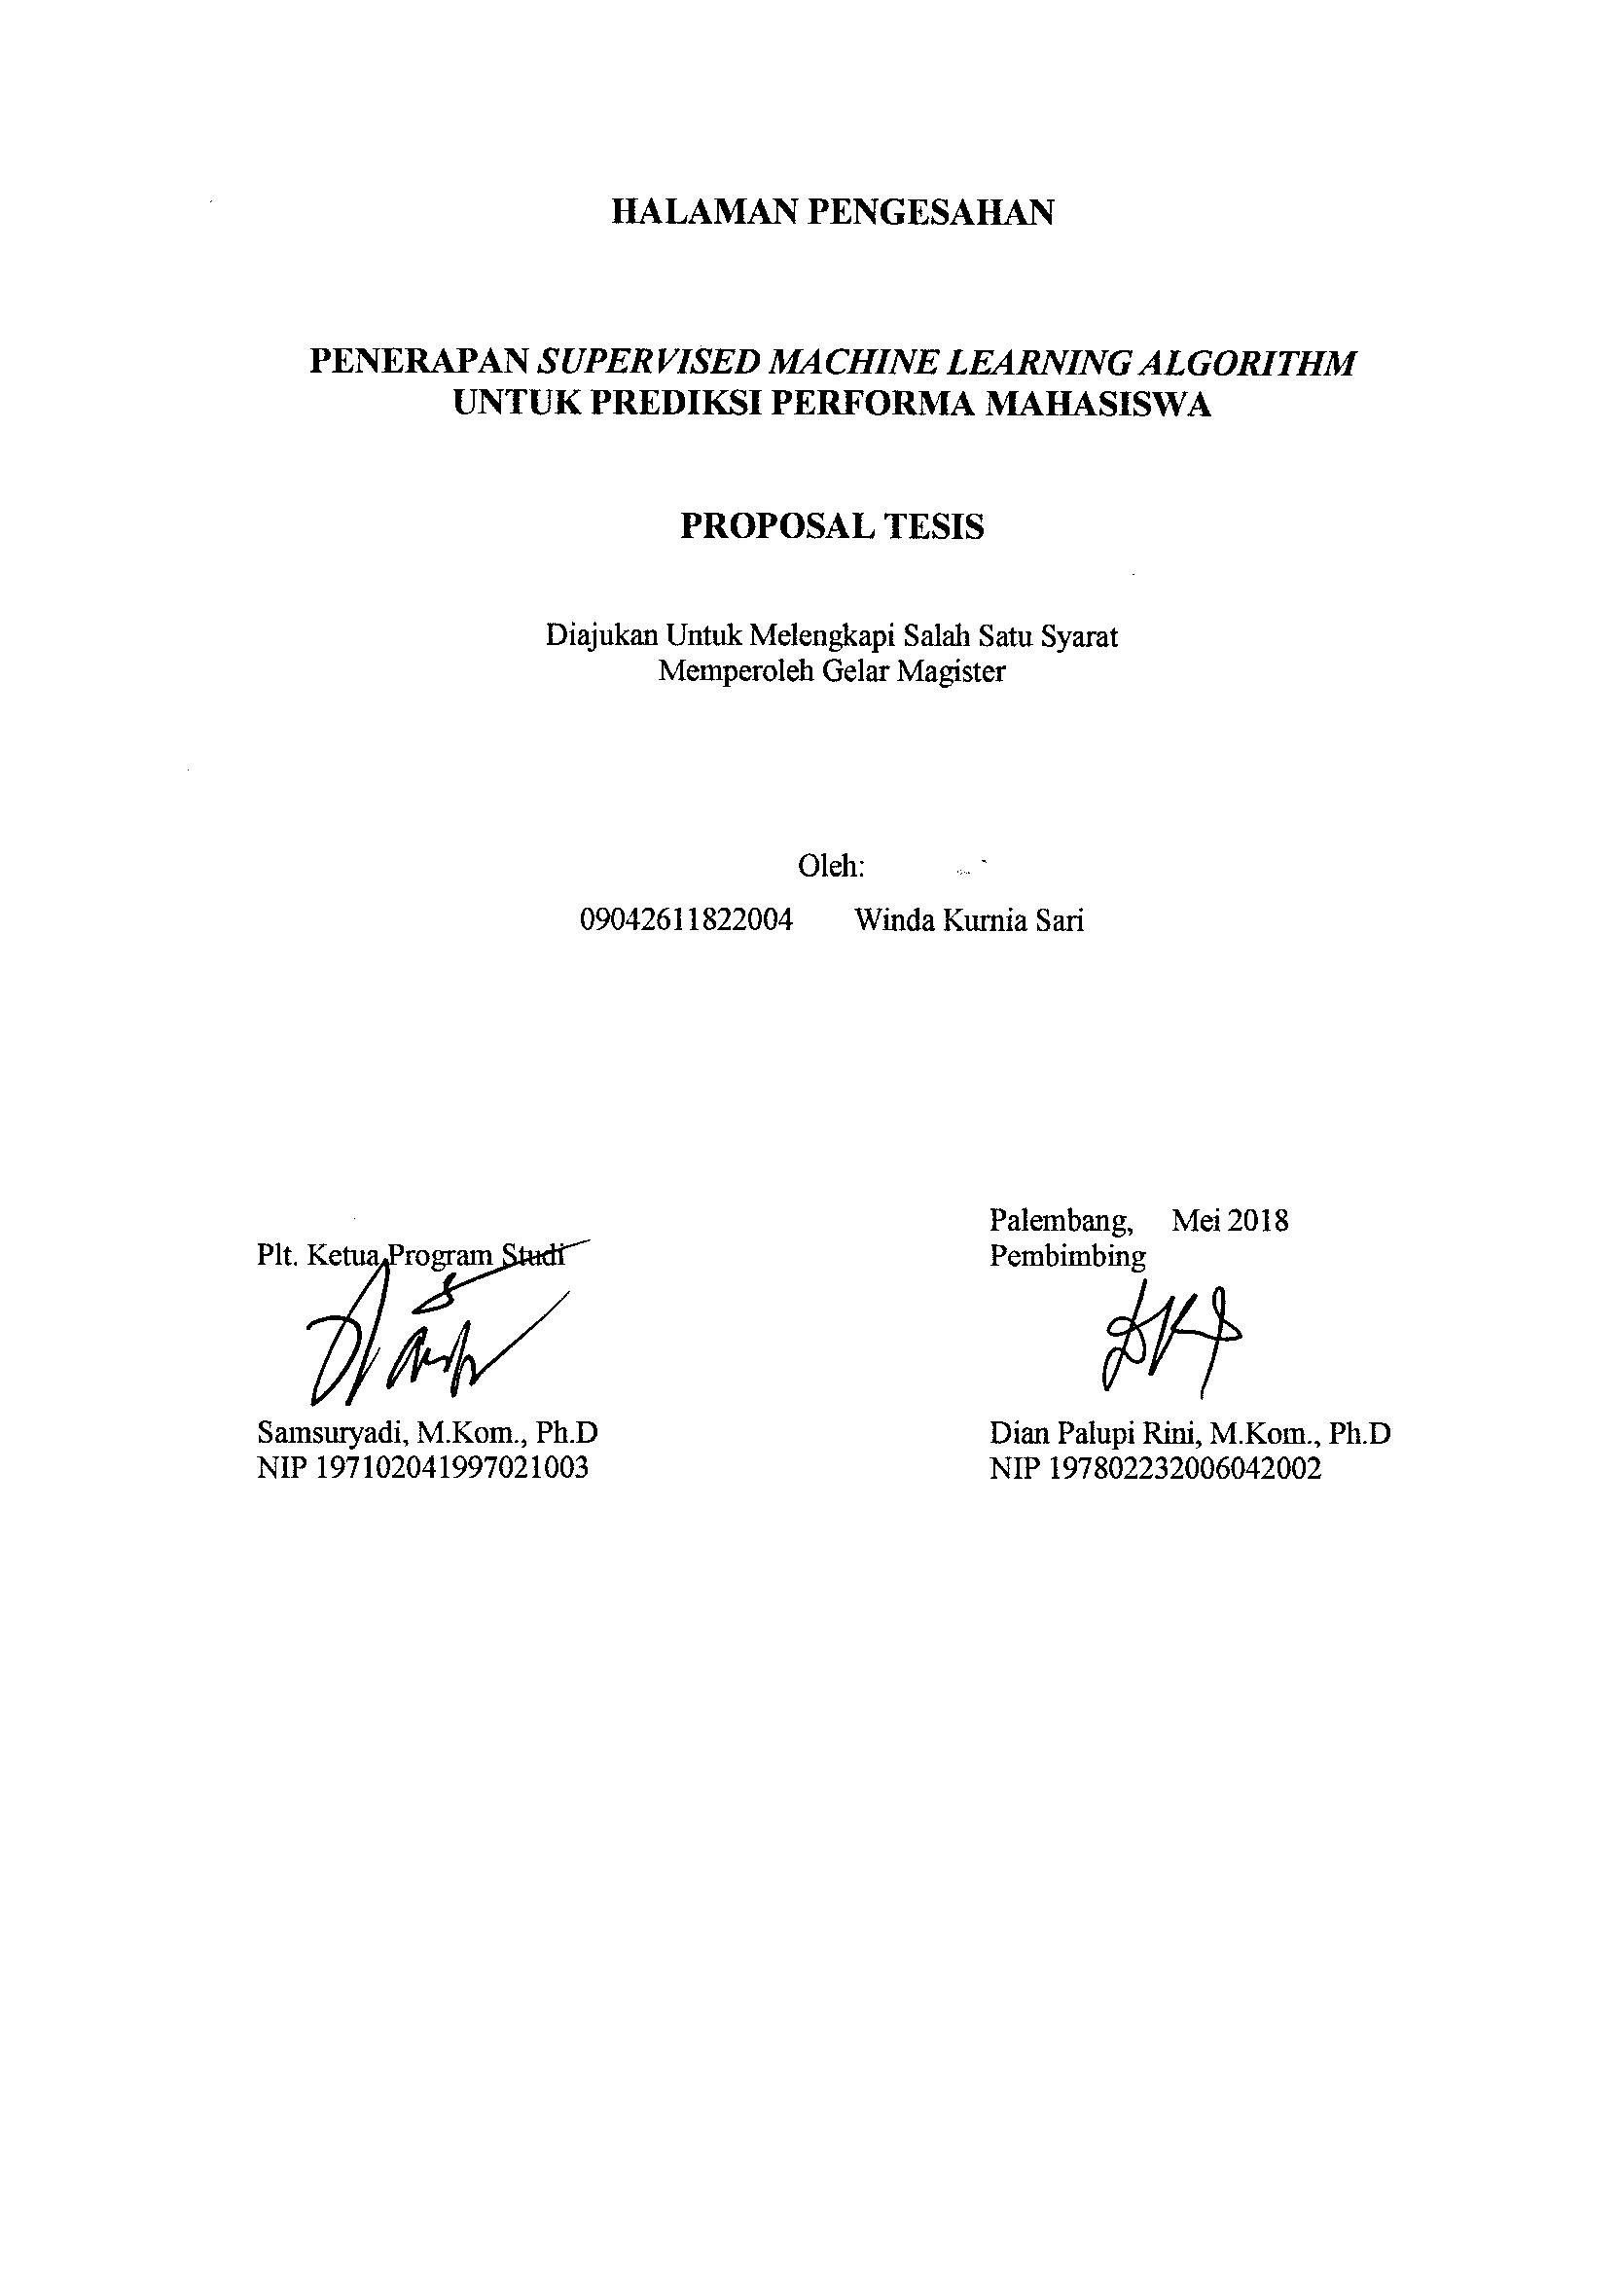 HALAMAN PENGESAHAN
PENERAPAN SUPERVISED MACHINE LEARNING ALGORITHM
UNTUK PREDIKSI PERFORMA MAHASISWA
PROPOSAL TESIS
Diajukan Untuk Melengkapi Salah Satu Syarat
Memperoleh Gelar Magister
Oleh:
09042611822004 Winda Kurnia Sari
Palembang, Mei 2018
Plt. Ketua Program Studi
Pembimbing
Samsuryadi, M.Kom., Ph.D
NIP 197102041997021003
Dian Palupi Rini, M.Kom., Ph.D
NIP 197802232006042002